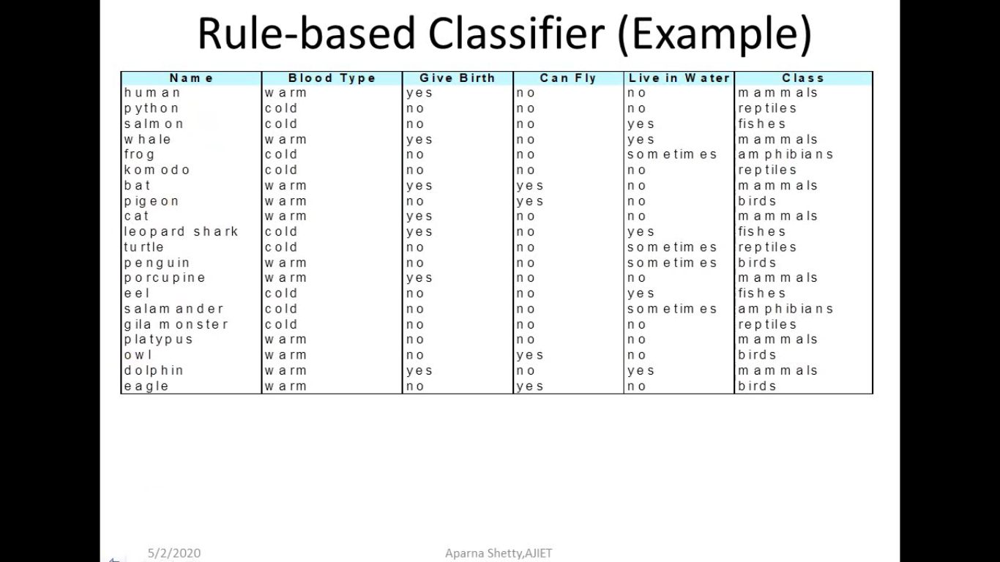 Rule-based Classifier (Example)
Name Blood Type Give Birth Can Fly Live in Water Class
human warm yes no no mammals
python cold no no no reptiles
salmon cold no no yes fishes
whale warm yes no yes mammals
frog cold no no sometimes amphibians
komodo cold no no no reptiles
bat warm yes yes no mammals
pigeon warm no yes no birds
cat warm yes no no mammals
leopard shark cold yes no yes fishes
turtle cold no no sometimes reptiles
penguin warm no no sometimes birds
porcupine warm yes no no mammals
eel cold no no yes fishes
salamander cold no no sometimes amphibians
gila monster cold no no no reptiles
platypus warm no no no mammals
owl warm no yes no birds
dolphin warm yes no yes mammals
eagle warm no yes no birds
5/2/2020 Aparna Shetty,AJIET